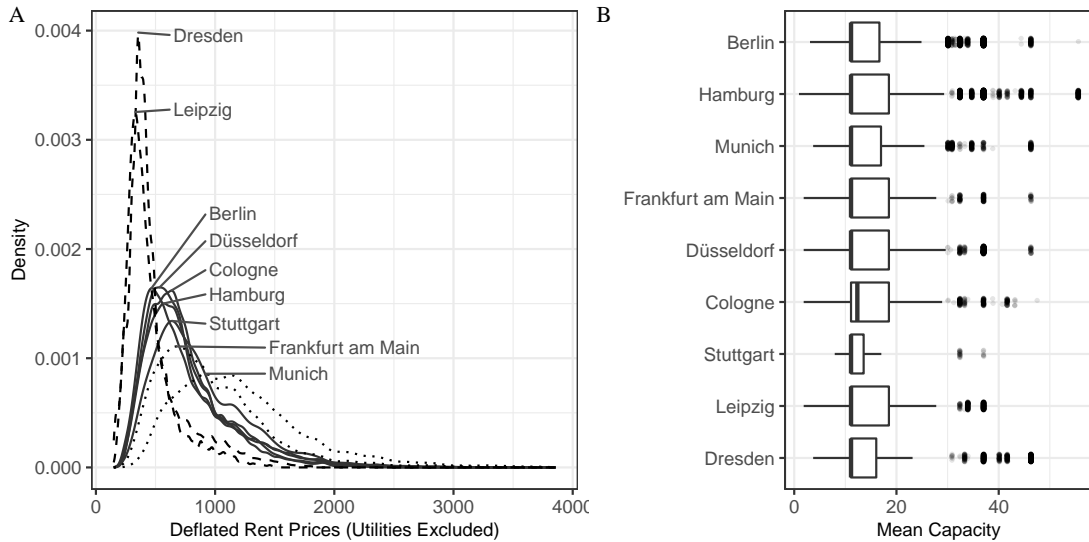 A
0.004
0.003
0.002
0.001
0.000
Density
Dresden
Leipzig
Berlin
Düsseldorf
Cologne
Hamburg
Stuttgart
Frankfurt am Main
Munich
0
1000
2000
3000
4000
Deflated Rent Prices (Utilities Excluded)
B
Berlin
Hamburg
Munich
Frankfurt am Main
Düsseldorf
Cologne
Stuttgart
Leipzig
Dresden
0
20
40
Mean Capacity